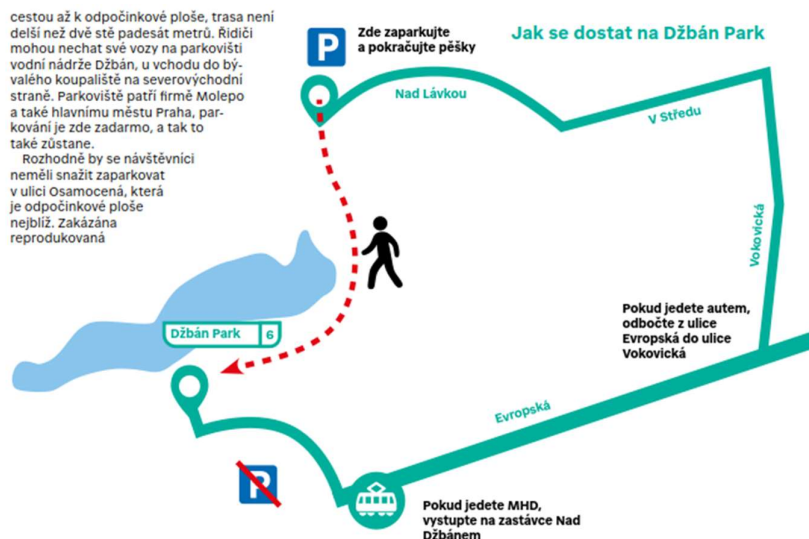 cestou až k odpočinkové ploše, trasa není
delší než dvě stě padesát metrů. Řidiči
mohou nechat své vozy na parkovišti
vodní nádrže Džbán, u vchodu do bý-
valého koupaliště na severovýchodní
straně. Parkoviště patří firmě Molepo
a také hlavnímu městu Praha, par-
kování je zde zadarmo, a tak to
také zůstane.
Rozhodně by se návštěvníci
neměli snažit zaparkovat
v ulici Osamocená, která
je odpočinkové ploše
nejblíž. Zakázána
reprodukovaná
P
Zde zaparkujte
a pokračujte pěšky
Jak se dostat na Džbán Park
Nad Lávkou
V Středu
Vokovická
Džbán Park 6
Pokud jedete autem,
odbočte z ulice
Evropská do ulice
Vokovická
Evropská
P
Pokud jedete MHD,
vystupte na zastávce Nad
Džbánem